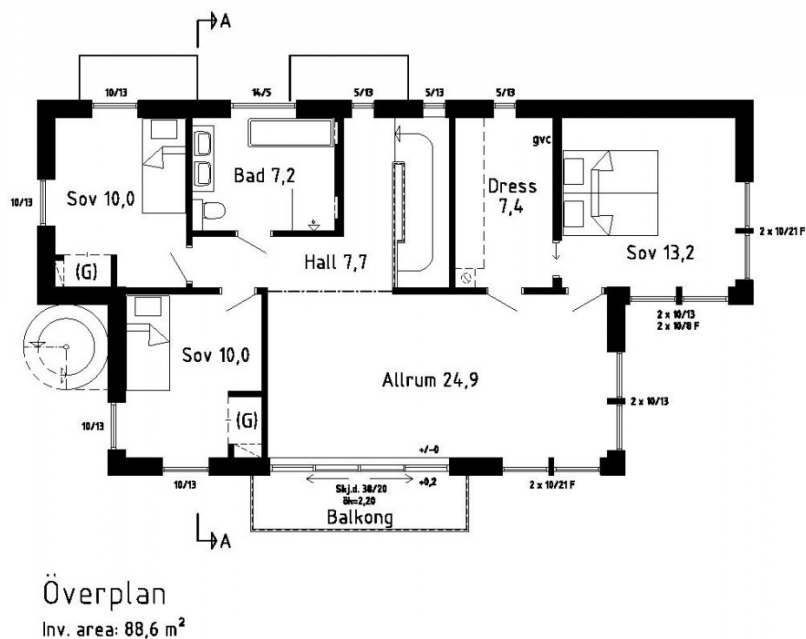 A
10/13
14/5
5/13
5/13
5/13
gvc
Bad 7,2
Dress
7,4
10/13
Sov 10,0
2 x 10/21 F
Sov 13,2
Hall 7,7
(G)
2 x 10/13
2 x 10/8 F
Sov 10,0
Allrum 24,9
2 x 10/13
(G)
10/13
+/-0
10/13
Skj.d. 38/20
ök=2,20
+0,2
2 x 10/21 F
Balkong
A
Överplan
Inv. area: 88,6 m²